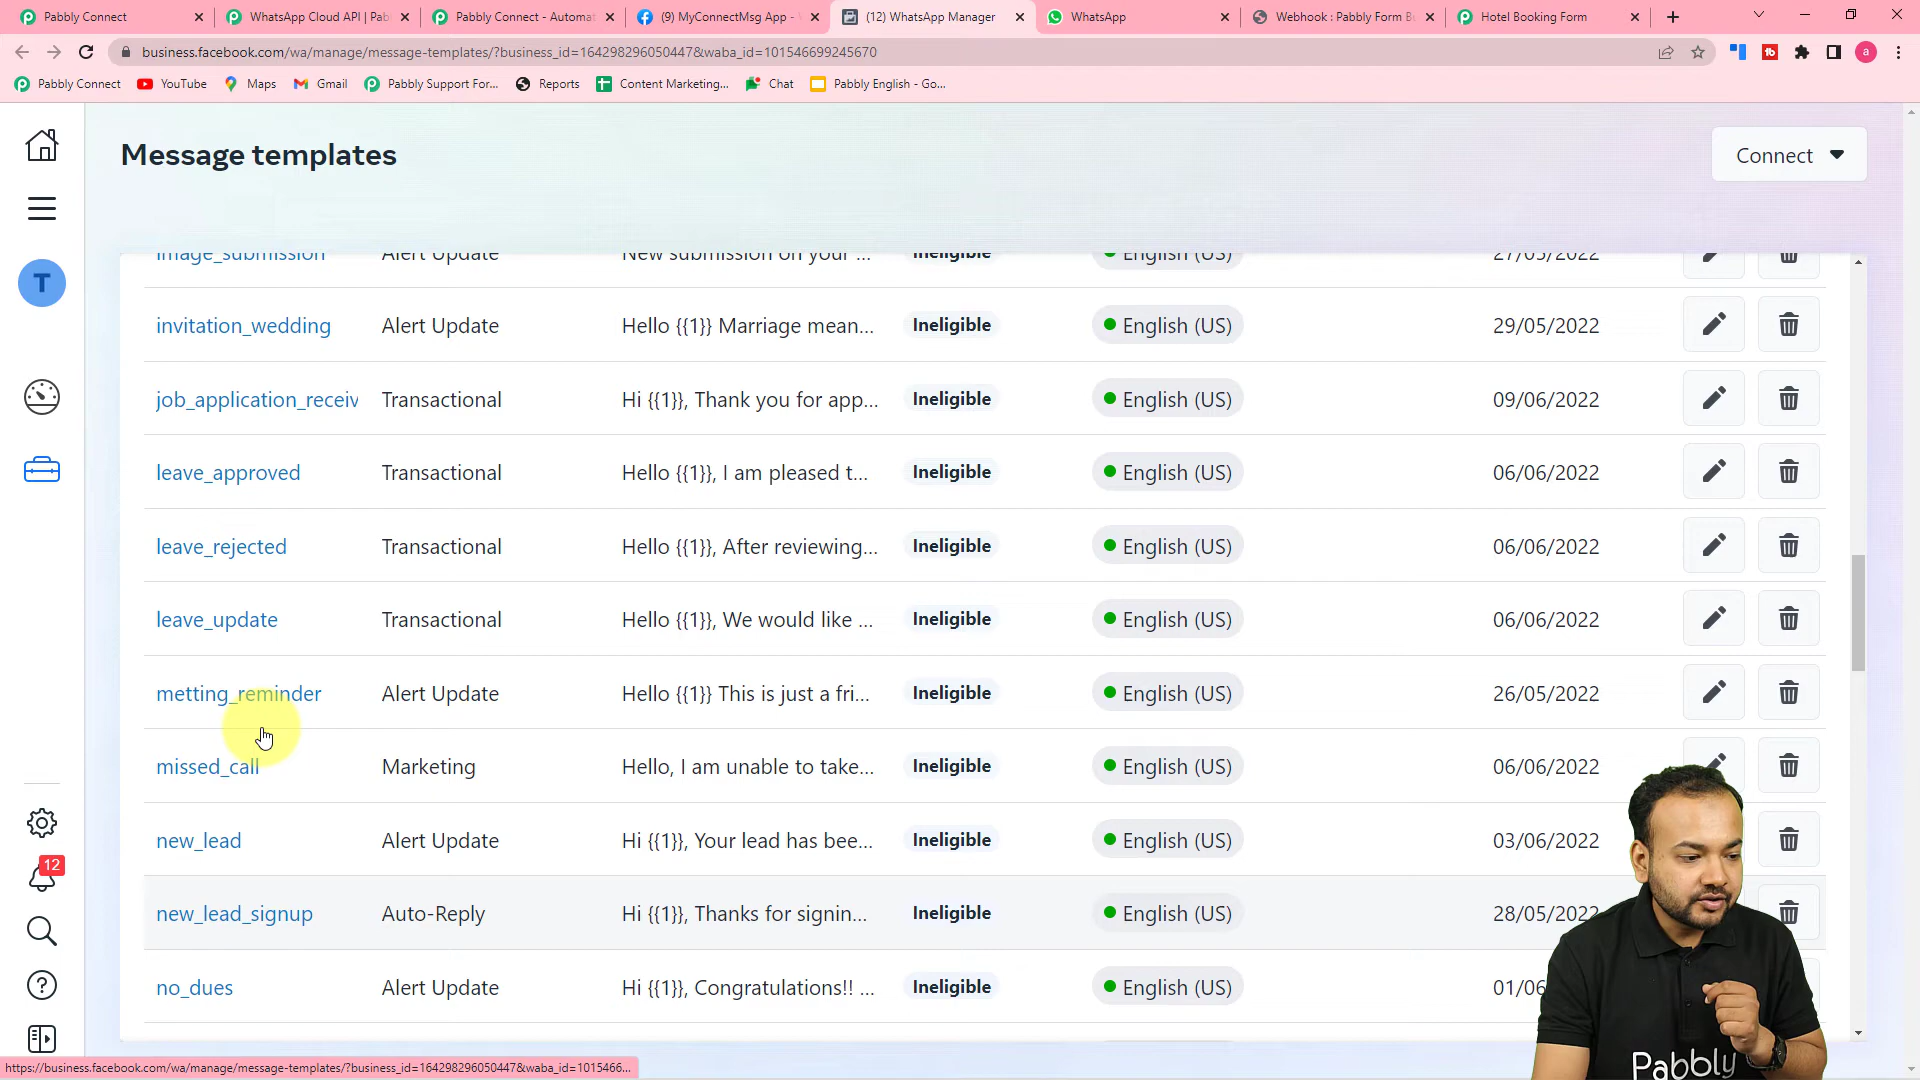 Pabbly Connect
WhatsApp Cloud API | Pab
Pabbly Connect - Automat
(9) MyConnectMsg App -
(12) WhatsApp Manager
WhatsApp
Webhook : Pabbly Form B
Hotel Booking Form
business.facebook.com/wa/manage/message-templates/?business_id=164298296050447&waba_id=101546699245670
a
Pabbly Connect
YouTube
Maps
Gmail
Pabbly Support For...
Reports
Content Marketing...
Chat
Pabbly English - Go...
Message templates
Connect
T
12
image_submission Alert Update New submission on your ... Ineligible English (US) 27/05/2022
invitation_wedding Alert Update Hello {{1}} Marriage mean... Ineligible English (US) 29/05/2022
job_application_receiv Transactional Hi {{1}}, Thank you for app... Ineligible English (US) 09/06/2022
leave_approved Transactional Hello {{1}}, I am pleased t... Ineligible English (US) 06/06/2022
leave_rejected Transactional Hello {{1}}, After reviewing... Ineligible English (US) 06/06/2022
leave_update Transactional Hello {{1}}, We would like ... Ineligible English (US) 06/06/2022
metting_reminder Alert Update Hello {{1}} This is just a fri... Ineligible English (US) 26/05/2022
missed_call Marketing Hello, I am unable to take... Ineligible English (US) 06/06/2022
new_lead Alert Update Hi {{1}}, Your lead has bee... Ineligible English (US) 03/06/2022
new_lead_signup Auto-Reply Hi {{1}}, Thanks for signin... Ineligible English (US) 28/05/2022
no_dues Alert Update Hi {{1}}, Congratulations!! ... Ineligible English (US) 01/06
https://business.facebook.com/wa/manage/message-templates/?business_id=164298296050447&waba_id=1015466...
Pabbly